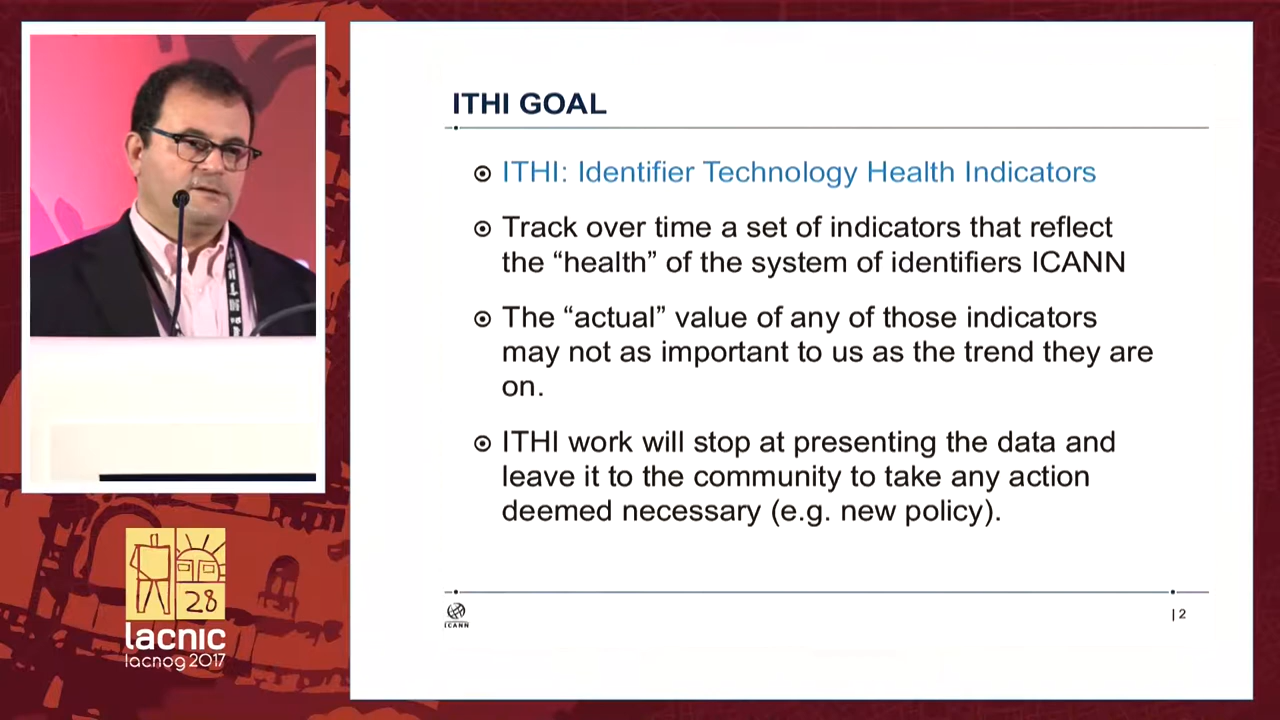 ITHI GOAL
ITHI: Identifier Technology Health Indicators
Track over time a set of indicators that reflect
the “health” of the system of identifiers ICANN
The “actual” value of any of those indicators
may not as important to us as the trend they are
on.
ITHI work will stop at presenting the data and
leave it to the community to take any action
deemed necessary (e.g. new policy).
ICANN
| 2
28
lacnic
lacnog 2017